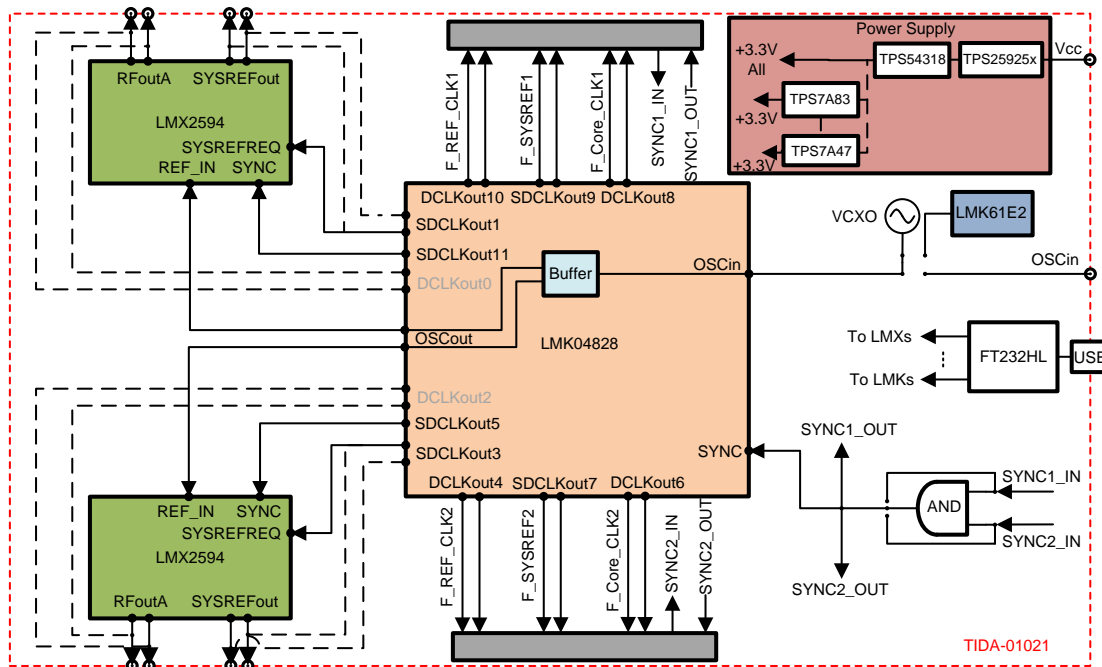 RFoutA SYSREFout
LMX2594
SYSREFREQ
REF_IN SYNC
F_REF_CLK1
F_SYSREF1
F_Core_CLK1
SYNC1_IN
SYNC1_OUT
Power Supply
+3.3V
All
TPS54318
TPS25925x
Vcc
TPS7A83
+3.3V
TPS7A47
+3.3V
DCLKout10 SDCLKout9 DCLKout8
SDCLKout1
SDCLKout11
DCLKout0
Buffer
OSCin
OSCout
LMK04828
DCLKout2
SDCLKout5
SDCLKout3
SYNC
DCLKout4 SDCLKout7 DCLKout6
VCXO
LMK61E2
OSCin
To LMXs
To LMKs
FT232HL
USB
SYNC1_OUT
SYNC1_IN
AND
SYNC2_IN
SYNC2_OUT
REF_IN SYNC
SYSREFREQ
LMX2594
RFoutA SYSREFout
F_REF_CLK2
F_SYSREF2
F_Core_CLK2
SYNC2_IN
SYNC2_OUT
TIDA-01021